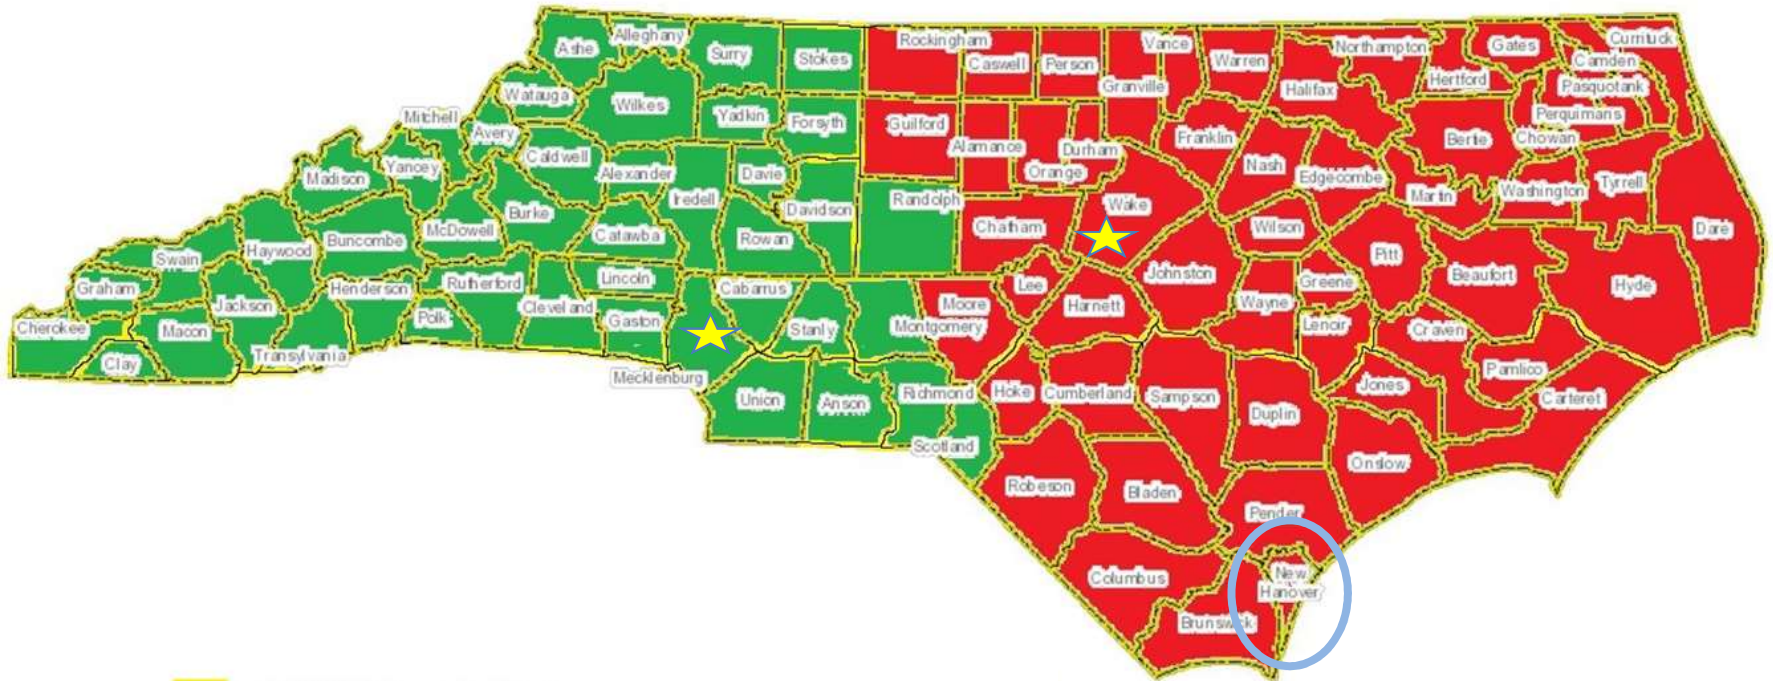 Ashe
Alleghany
Surry
Stokes
Rockingham
Caswell
Person
Vance
Granville
Warren
Northampton
Halifax
Hertford
Gates
Currituck
Camden
Pasquotank
Perquimans
Chowan
Bertie
Watauga
Wilkes
Yadkin
Forsyth
Guilford
Alamance
Orange
Durham
Franklin
Nash
Edgecombe
Martin
Washington
Tyrrell
Dare
Mitchell
Avery
Caldwell
Alexander
Iredell
Davie
Davidson
Randolph
Chatham
Wake
Wilson
Pitt
Beaufort
Hyde
Madison
Yancey
Burke
McDowell
Buncombe
Haywood
Swain
Catawba
Rowan
Graham
Jackson
Henderson
Rutherford
Polk
Cleveland
Lincoln
Gaston
Cabarrus
Stanly
Montgomery
Moore
Lee
Harnett
Johnston
Wayne
Greene
Lenoir
Craven
Pamlico
Carteret
Jones
Cherokee
Clay
Macon
Transylvania
Mecklenburg
Union
Anson
Richmond
Scotland
Hoke
Cumberland
Sampson
Duplin
Onslow
Robeson
Bladen
Pender
Columbus
Brunswick
New
Hanover